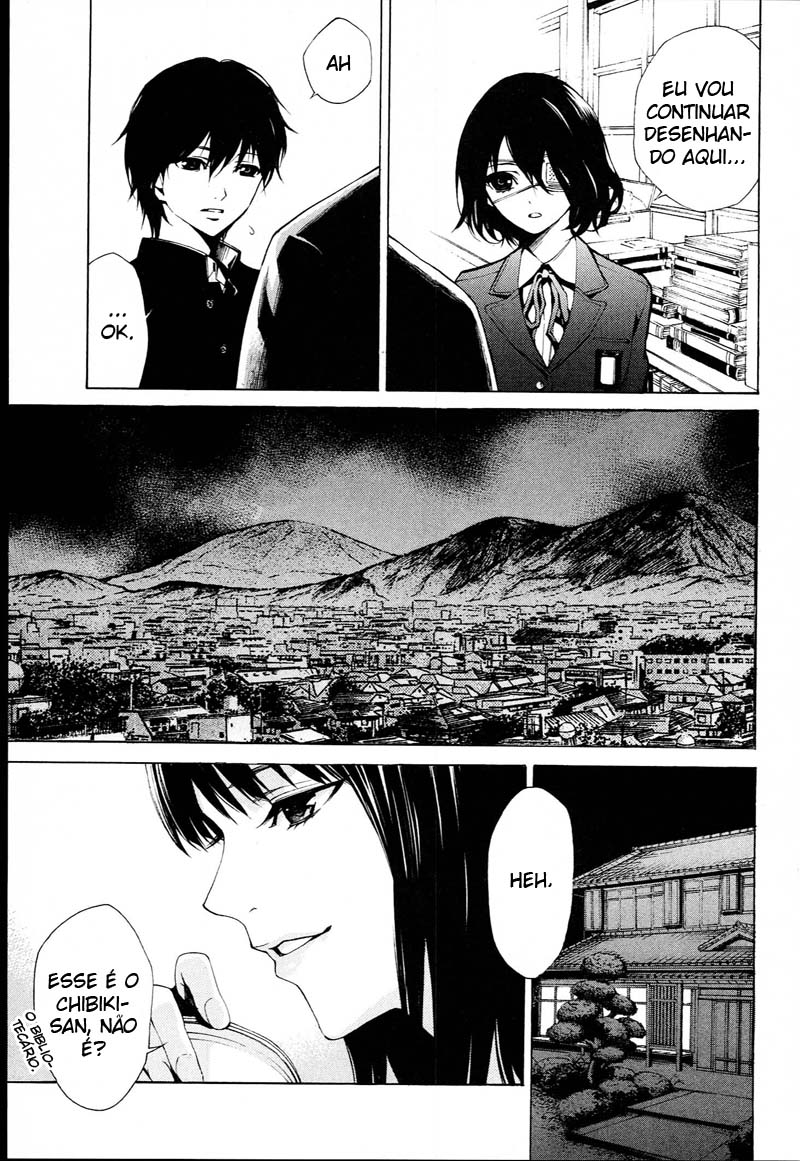 EU VOU
CONTINUAR
DESENHAN-
DO AQUI...
AH
...
OK.
HEH.
ESSE É O
CHIBIKI-
SAN, NÃO
É?
O BIBLIO-
TECÁRIO.